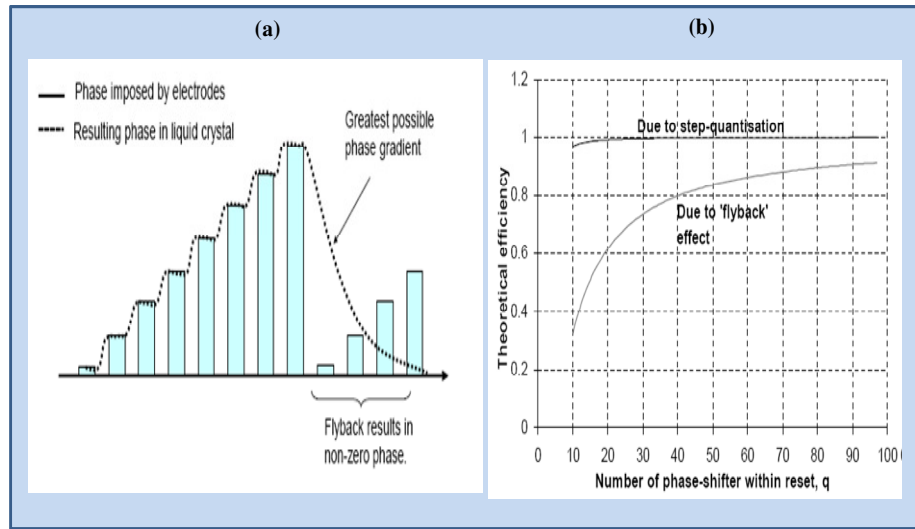 (a)
Phase imposed by electrodes
Resulting phase in liquid crystal
Greatest possible
phase gradient
Flyback results in
non-zero phase.
(b)
1.2
1
0.8
0.6
0.4
0.2
0
Theoretical efficiency
Due to step-quantisation
Due to 'flyback'
effect
0 10 20 30 40 50 60 70 80 90 100
Number of phase-shifter within reset, q